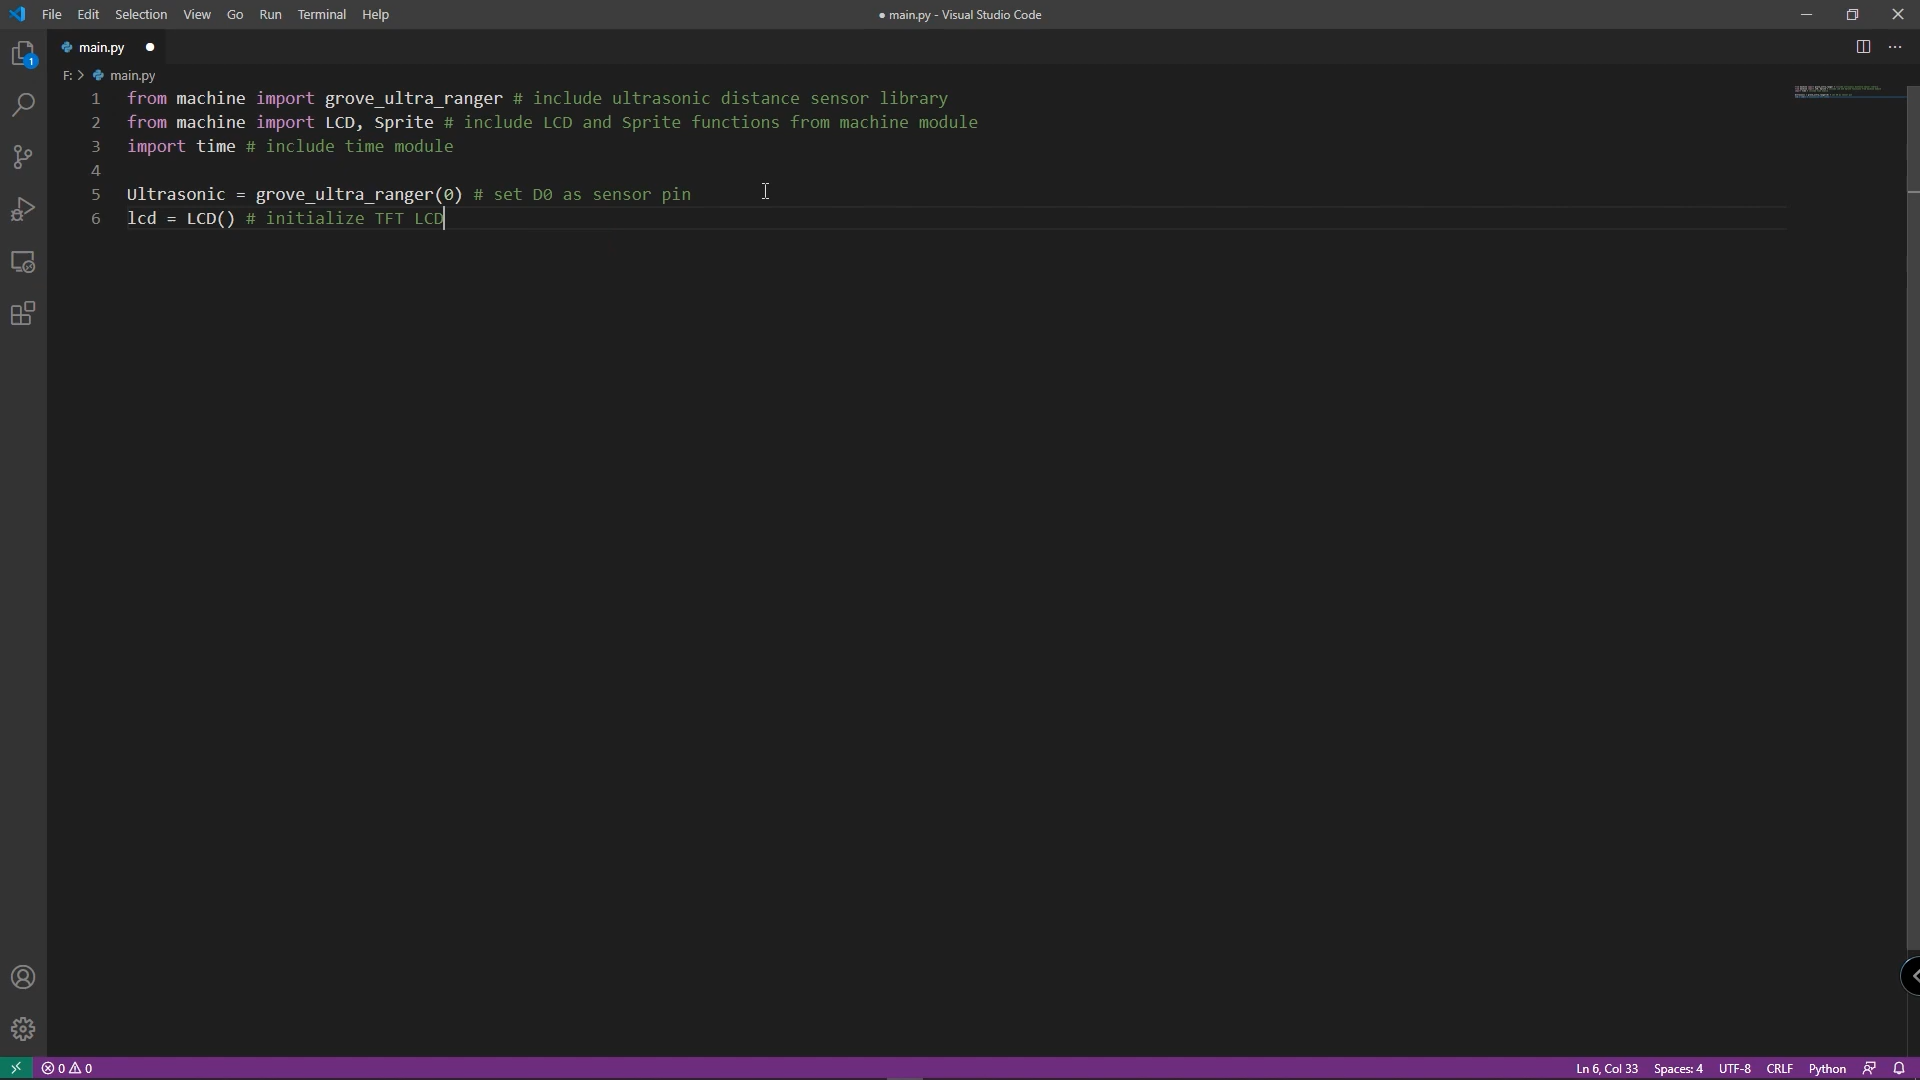 File Edit Selection View Go Run Terminal Help
● main.py - Visual Studio Code
main.py
1
F: > main.py
1 from machine import grove_ultra_ranger # include ultrasonic distance sensor library
2 from machine import LCD, Sprite # include LCD and Sprite functions from machine module
3 import time # include time module
4
5 Ultrasonic = grove_ultra_ranger(0) # set D0 as sensor pin
6 lcd = LCD() # initialize TFT LCD
0 0
Ln 6, Col 33 Spaces: 4 UTF-8 CRLF Python